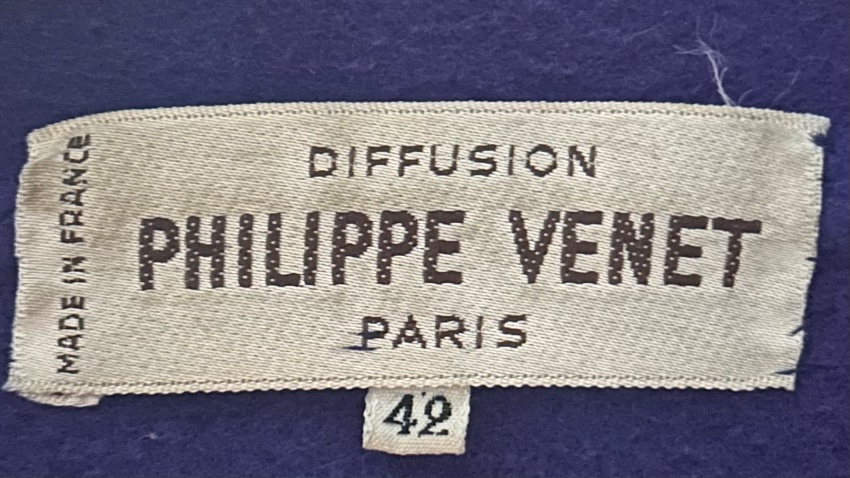 MADE IN FRANCE
DIFFUSION
PHILIPPE VENET
PARIS
42